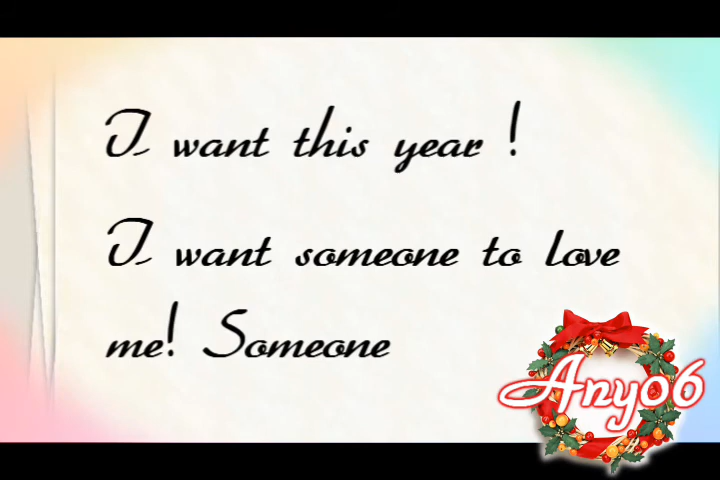 I want this year !
I want someone to love
me! Someone
Any06